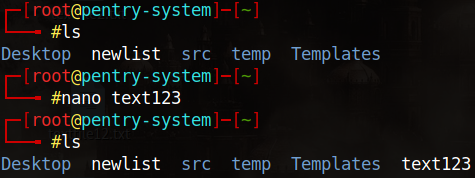 ┌─[root@pentry-system]─[~]
└──╼ #ls
Desktop newlist src temp Templates
┌─[root@pentry-system]─[~]
└──╼ #nano text123
┌─[root@pentry-system]─[~]
└──╼ #ls
Desktop newlist src temp Templates text123